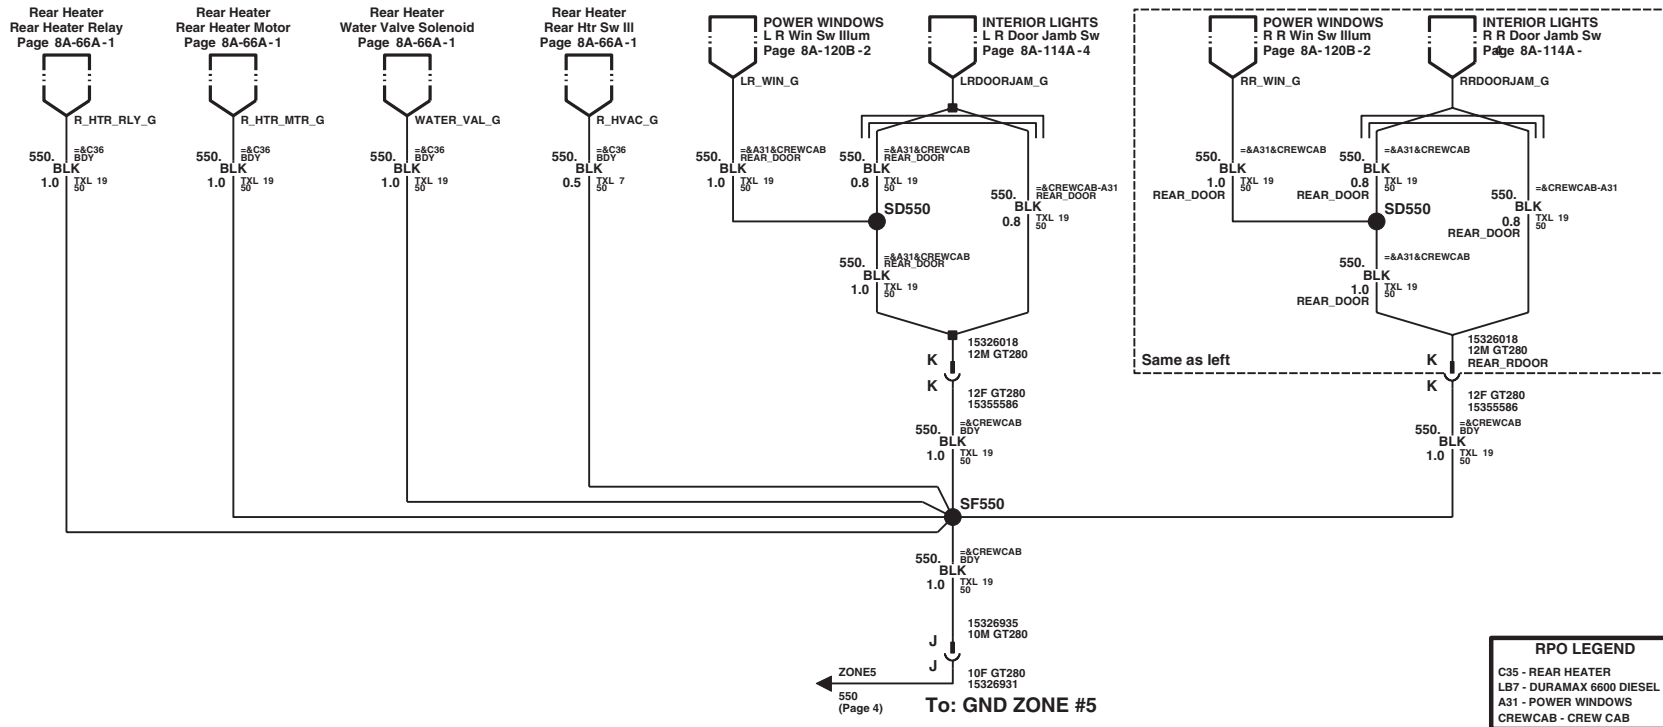 Rear Heater
Rear Heater Relay
Page 8A-66A-1
R_HTR_RLY_G
550.
BLK
1.0
=&C36
BDY
TXL 19
50
Rear Heater
Rear Heater Motor
Page 8A-66A-1
R_HTR_MTR_G
550.
BLK
1.0
=&C36
BDY
TXL 19
50
Rear Heater
Water Valve Solenoid
Page 8A-66A-1
WATER_VAL_G
550.
BLK
1.0
=&C36
BDY
TXL 19
50
Rear Heater
Rear Htr Sw Ill
Page 8A-66A-1
R_HVAC_G
550.
BLK
0.5
=&C36
BDY
TXL 7
50
POWER WINDOWS
L R Win Sw Illum
Page 8A-120B-2
LR_WIN_G
550.
BLK
1.0
=&A31&CREWCAB
REAR_DOOR
TXL 19
50
INTERIOR LIGHTS
L R Door Jamb Sw
Page 8A-114A-4
LRDOORJAM_G
550.
BLK
0.8
=&A31&CREWCAB
REAR_DOOR
TXL 19
50
SD550
550.
BLK
0.8
=&CREWCAB-A31
REAR_DOOR
TXL 19
50
550.
BLK
1.0
=&A31&CREWCAB
REAR_DOOR
TXL 19
50
15326018
12M GT280
K
K
12F GT280
15355586
550.
BLK
1.0
=&CREWCAB
BDY
TXL 19
50
POWER WINDOWS
R R Win Sw Illum
Page 8A-120B-2
RR_WIN_G
550.
BLK
1.0
REAR_DOOR
=&A31&CREWCAB
TXL 19
50
INTERIOR LIGHTS
R R Door Jamb Sw
Page 8A-114A-
4
RRDOORJAM_G
550.
BLK
0.8
REAR_DOOR
=&A31&CREWCAB
TXL 19
50
SD550
550.
BLK
0.8
REAR_DOOR
=&CREWCAB-A31
TXL 19
50
550.
BLK
1.0
REAR_DOOR
=&A31&CREWCAB
TXL 19
50
Same as left
15326018
12M GT280
REAR_RDOOR
K
K
12F GT280
15355586
550.
BLK
1.0
=&CREWCAB
BDY
TXL 19
50
SF550
550.
BLK
1.0
=&CREWCAB
BDY
TXL 19
50
15326935
10M GT280
J
J
10F GT280
15326931
ZONE5
550
(Page 4)
To: GND ZONE #5
RPO LEGEND
C35 - REAR HEATER
LB7 - DURAMAX 6600 DIESEL
A31 - POWER WINDOWS
CREWCAB - CREW CAB